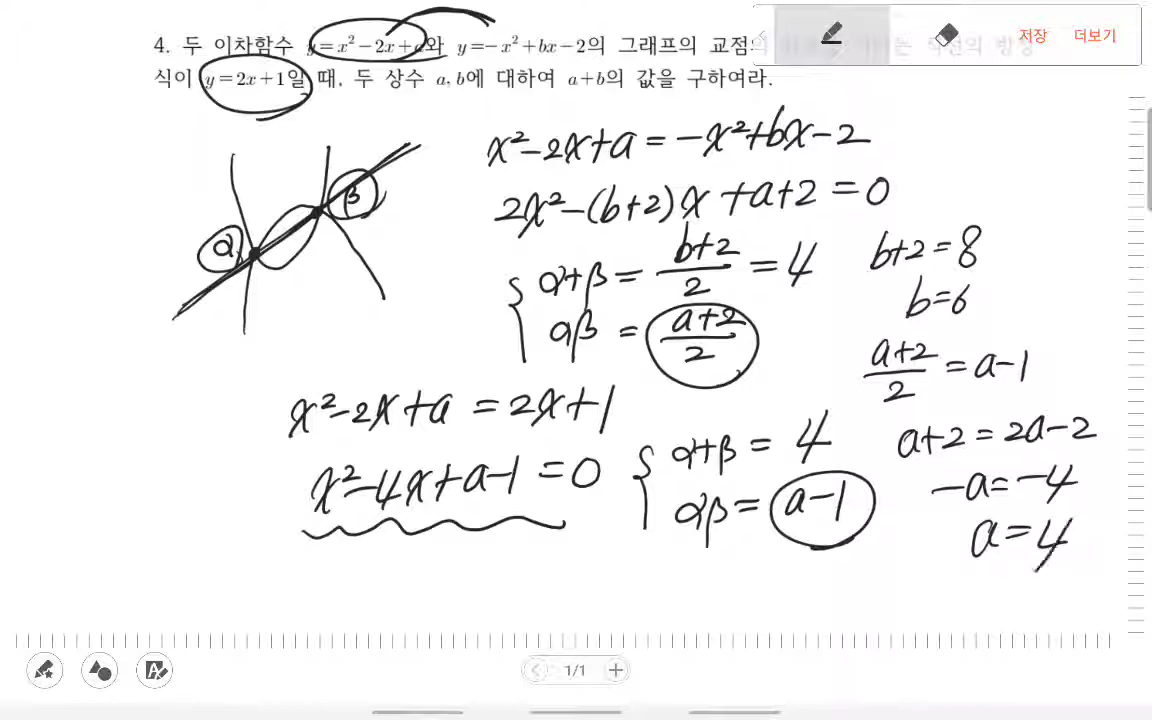 4. 두 이차함수 y=x²-2x+a와 y=-x²+bx-2의 그래프의 교점의
식이 y=2x+1일 때, 두 상수 a, b에 대하여 a+b의 값을 구하여라.
저장 더보기
x²-2x+a=-x²+bx-2
2x²-(b+2)x+a+2=0
α β
α+β = (b+2)/2 = 4
αβ = (a+2)/2
b+2=8
b=6
(a+2)/2 = a-1
a+2=2a-2
-a=-4
a=4
x²-2x+a=2x+1
x²-4x+a-1=0
α+β = 4
αβ = a-1
1/1